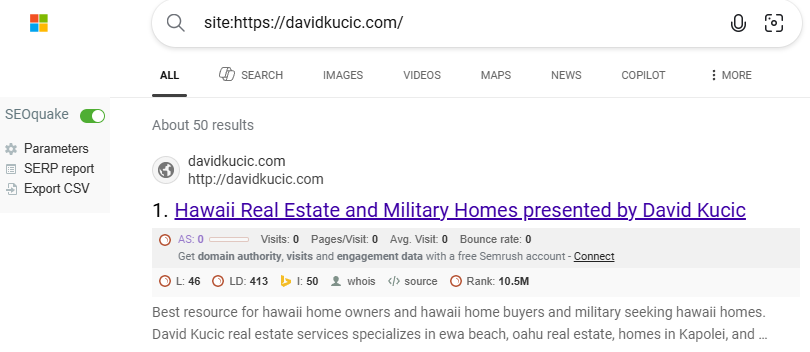 site:https://davidkucic.com/
ALL SEARCH IMAGES VIDEOS MAPS NEWS COPILOT MORE
SEOquake
Parameters
SERP report
Export CSV
About 50 results
davidkucic.com
http://davidkucic.com
1. Hawaii Real Estate and Military Homes presented by David Kucic
AS: 0 Visits: 0 Pages/Visit: 0 Avg. Visit: 0 Bounce rate: 0
Get domain authority, visits and engagement data with a free Semrush account - Connect
L: 46 LD: 413 I: 50 whois source Rank: 10.5M
Best resource for hawaii home owners and hawaii home buyers and military seeking hawaii homes.
David Kucic real estate services specializes in ewa beach, oahu real estate, homes in Kapolei, and ...